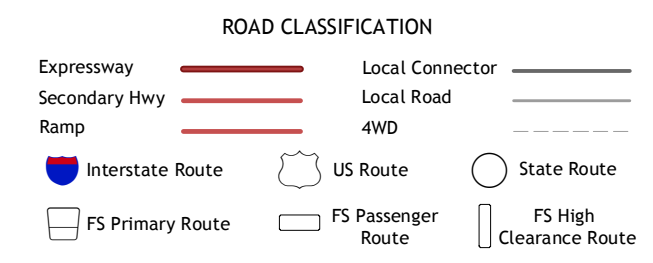 ROAD CLASSIFICATION
Expressway
Local Connector
Secondary Hwy
Local Road
Ramp
4WD
Interstate Route
US Route
State Route
FS Primary Route
FS Passenger
Route
FS High
Clearance Route